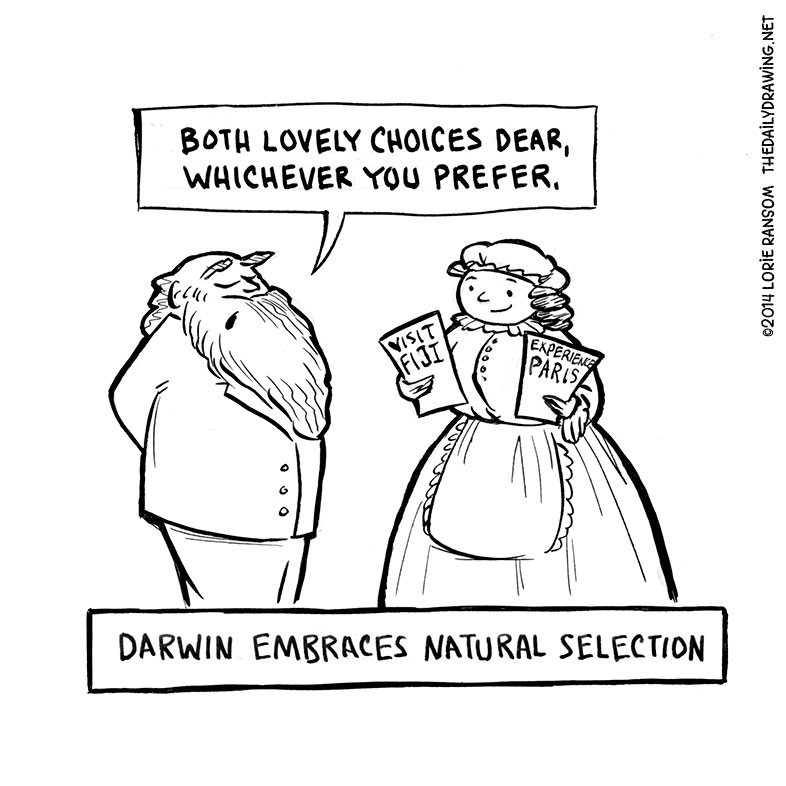 BOTH LOVELY CHOICES DEAR,
WHICHEVER YOU PREFER.
VISIT
FIJI
EXPERIENCE
PARIS
DARWIN EMBRACES NATURAL SELECTION
©2014 LORIE RANSOM THEDAILYDRAWING.NET